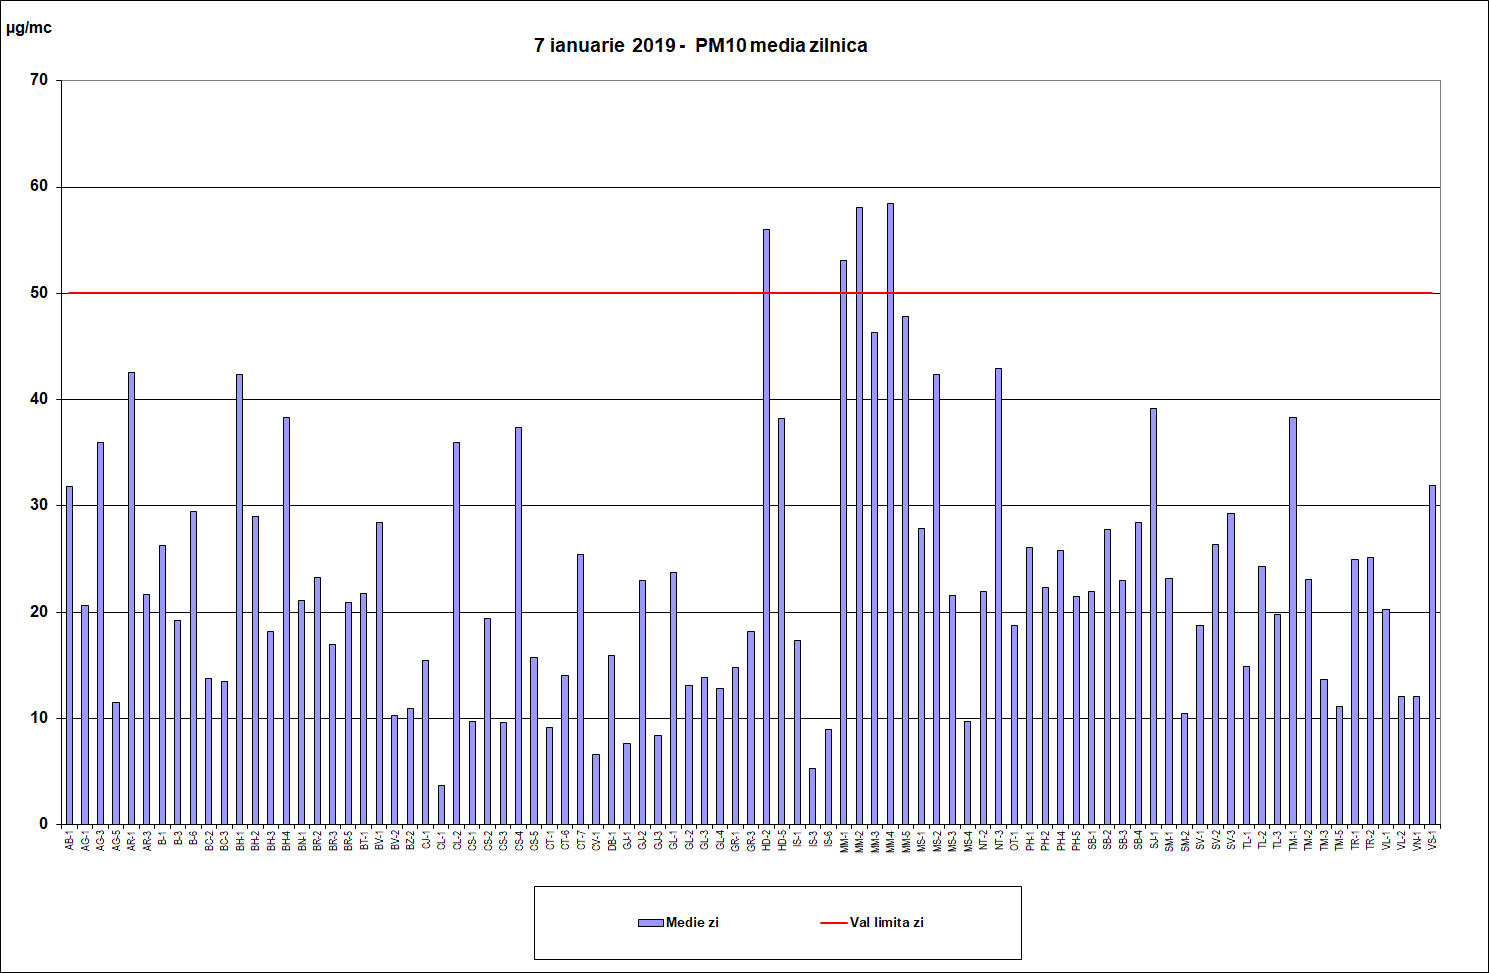 µg/mc
7 ianuarie 2019 - PM10 media zilnica
70
60
50
40
30
20
10
0
AB-1 AG-1 AG-3 AG-5 AR-1 AR-3 B-1 B-3 B-6 BC-2 BC-3 BH-1 BH-2 BH-3 BH-4 BN-1 BR-2 BR-3 BR-5 BT-1 BV-1 BV-2 BZ-2 CJ-1 CL-1 CL-2 CS-1 CS-2 CS-3 CS-4 CS-5 CT-1 CT-6 CT-7 CV-1 DB-1 GJ-1 GJ-2 GJ-3 GL-1 GL-2 GL-3 GL-4 GR-1 GR-3 HD-2 HD-5 IS-1 IS-3 IS-6 MM-1 MM-2 MM-3 MM-4 MM-5 MS-1 MS-2 MS-3 MS-4 NT-2 NT-3 OT-1 PH-1 PH-2 PH-4 PH-5 SB-1 SB-2 SB-3 SB-4 SJ-1 SM-1 SM-2 SV-1 SV-2 SV-3 TL-1 TL-2 TL-3 TM-1 TM-2 TM-3 TM-5 TR-1 TR-2 VL-1 VL-2 VN-1 VS-1
Medie zi Val limita zi